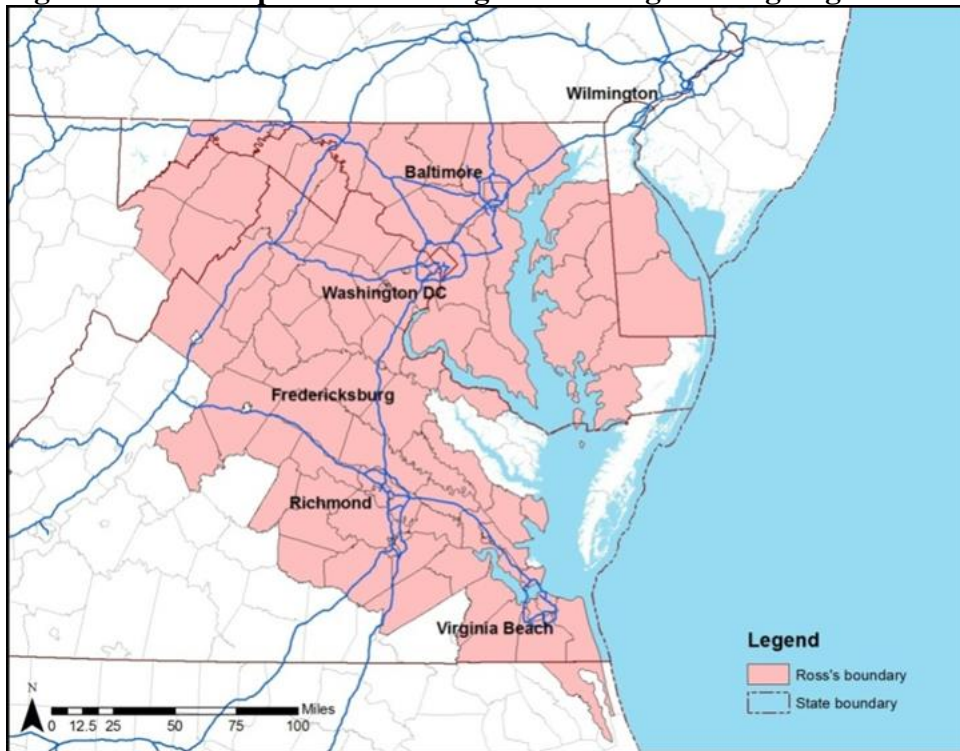 Wilmington
Baltimore
Washington DC
Fredericksburg
Richmond
Virginia Beach
Legend
Ross's boundary
State boundary
N
Miles
0 12.5 25 50 75 100